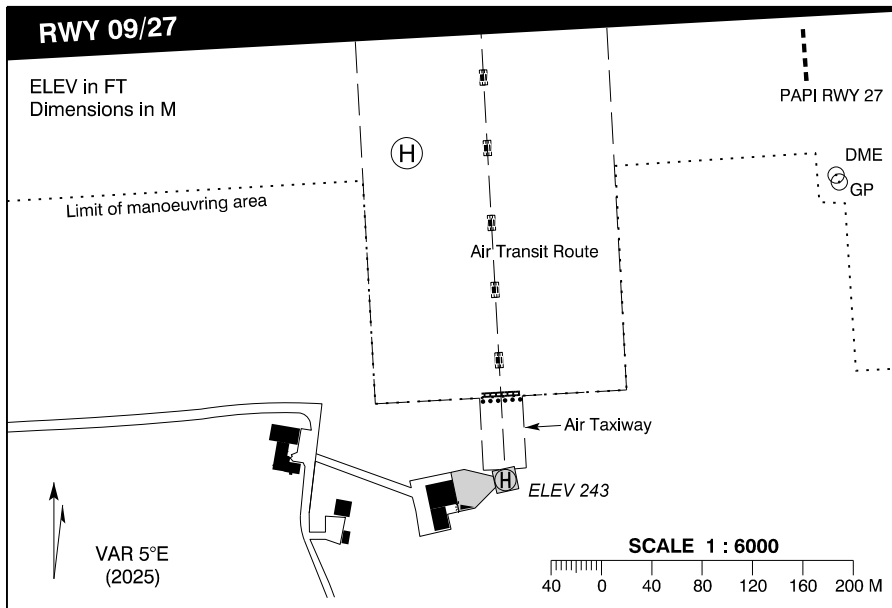 RWY 09/27
ELEV in FT
Dimensions in M
PAPI RWY 27
H
DME
GP
Limit of manoeuvring area
Air Transit Route
Air Taxiway
H
ELEV 243
VAR 5°E
(2025)
SCALE 1 : 6000
40 0 40 80 120 160 200 M